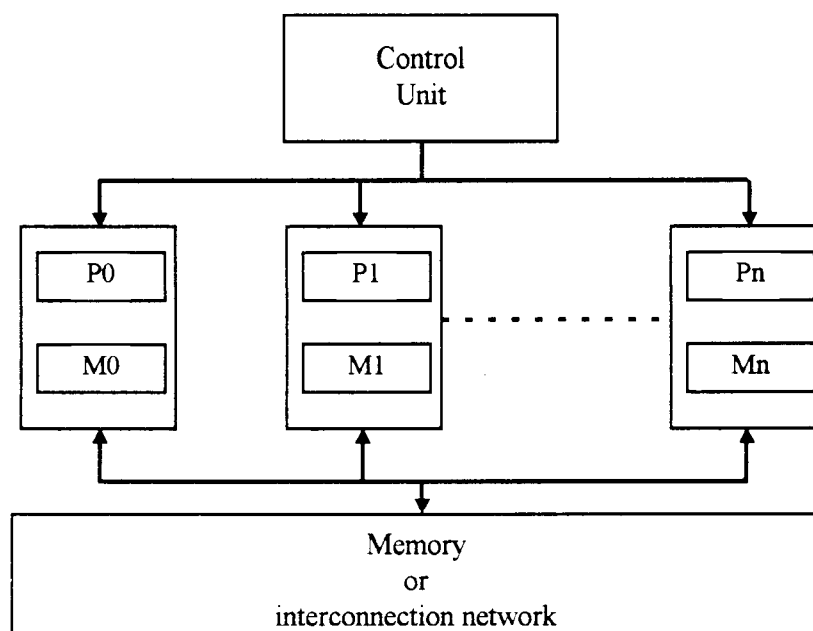 Control
Unit
P0
P1
Pn
M0
M1
Mn
Memory
or
interconnection network